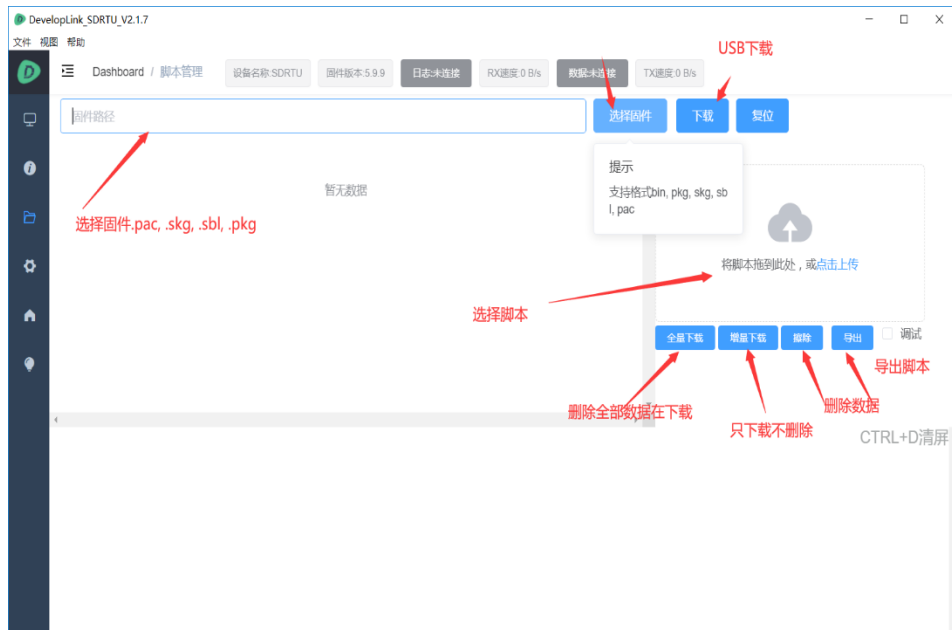 DevelopLink_SDRTU_V2.1.7
文件 视图 帮助
USB下载
Dashboard / 脚本管理 设备名称:SDRTU 固件版本:5.9.9 日志:未连接 RX速度:0 B/s 数据:未连接 TX速度:0 B/s
固件路径 选择固件 下载 复位
提示
支持格式bin, pkg, skg, sb
l, pac
暂无数据
选择固件.pac, .skg, .sbl, .pkg
将脚本拖到此处，或点击上传
选择脚本
全量下载 增量下载 擦除 导出 调试
导出脚本
删除全部数据在下载
删除数据
只下载不删除
CTRL+D清屏